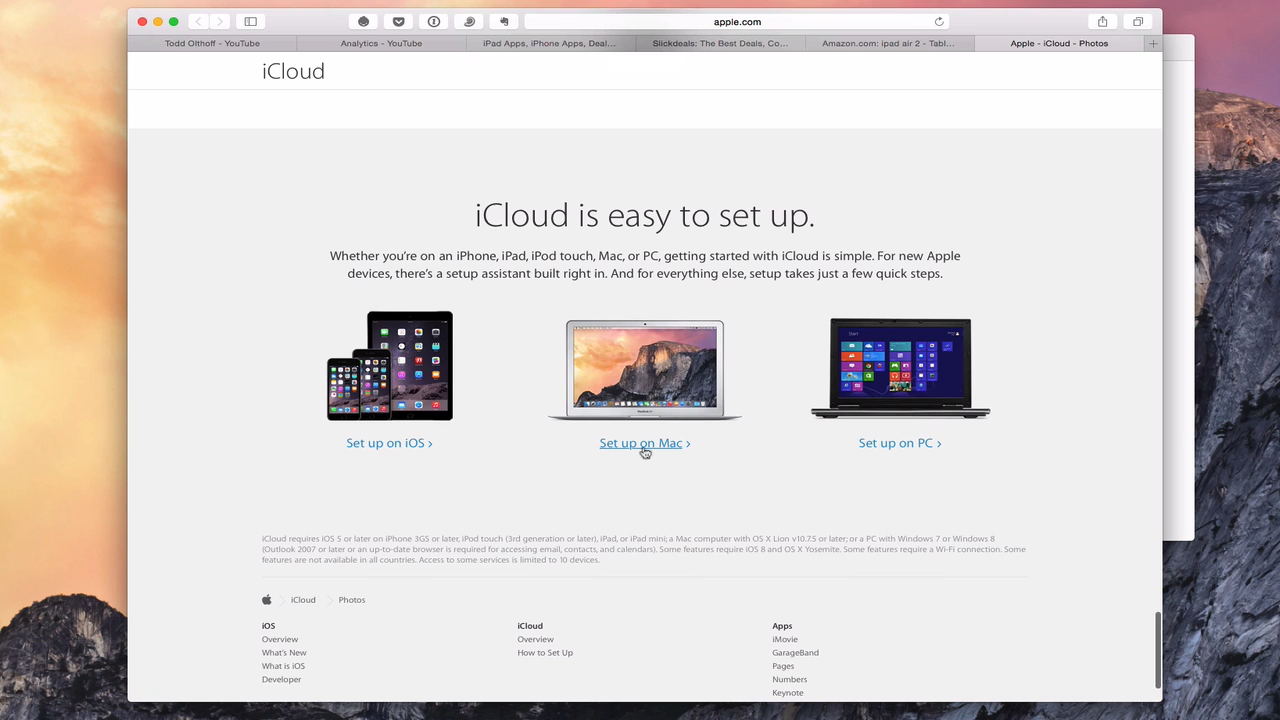 apple.com
Todd Olthoff - YouTube
Analytics - YouTube
iPad Apps, iPhone Apps, Deal...
Slickdeals: The Best Deals, Co...
Amazon.com: ipad air 2 - Tabl...
Apple - iCloud - Photos
iCloud
iCloud is easy to set up.
Whether you're on an iPhone, iPad, iPod touch, Mac, or PC, getting started with iCloud is simple. For new Apple
devices, there's a setup assistant built right in. And for everything else, setup takes just a few quick steps.
Start
Set up on iOS ›
Set up on Mac ›
Set up on PC ›
iCloud requires iOS 5 or later on iPhone 3GS or later, iPod touch (3rd generation or later), iPad, or iPad mini; a Mac computer with OS X Lion v10.7.5 or later; or a PC with Windows 7 or Windows 8
(Outlook 2007 or later or an up-to-date browser is required for accessing email, contacts, and calendars). Some features require iOS 8 and OS X Yosemite. Some features require a Wi-Fi connection. Some
features are not available in all countries. Access to some services is limited to 10 devices.
iCloud
Photos
iOS
Overview
What's New
What is iOS
Developer
iCloud
Overview
How to Set Up
Apps
iMovie
GarageBand
Pages
Numbers
Keynote